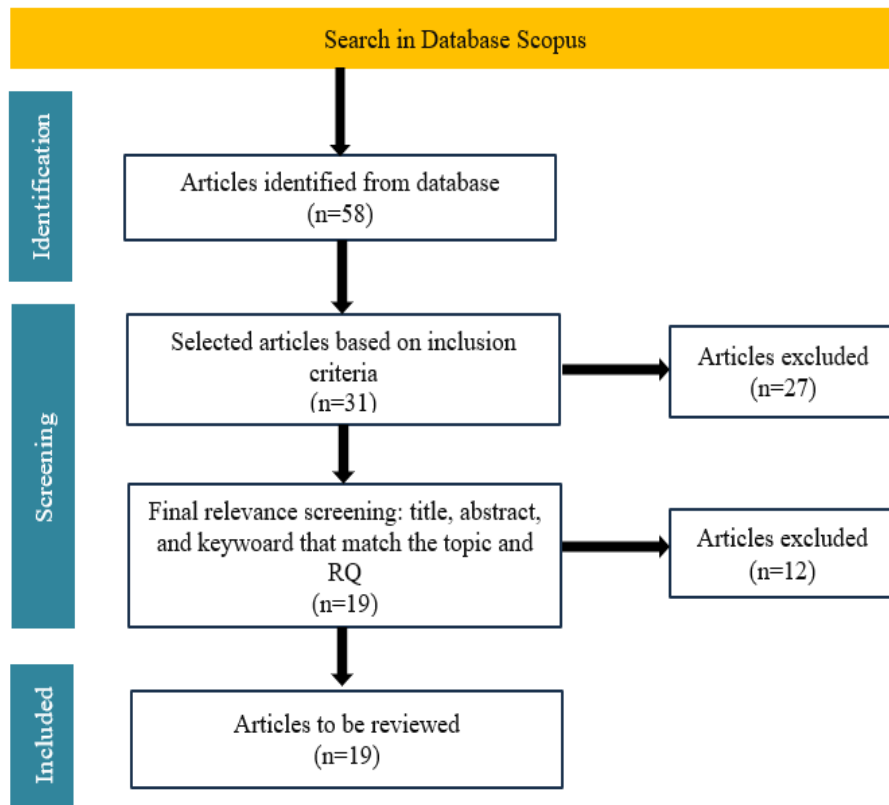 Search in Database Scopus
Identification
Articles identified from database
(n=58)
Screening
Selected articles based on inclusion
criteria
(n=31)
Articles excluded
(n=27)
Final relevance screening: title, abstract,
and keywoard that match the topic and
RQ
(n=19)
Articles excluded
(n=12)
Included
Articles to be reviewed
(n=19)